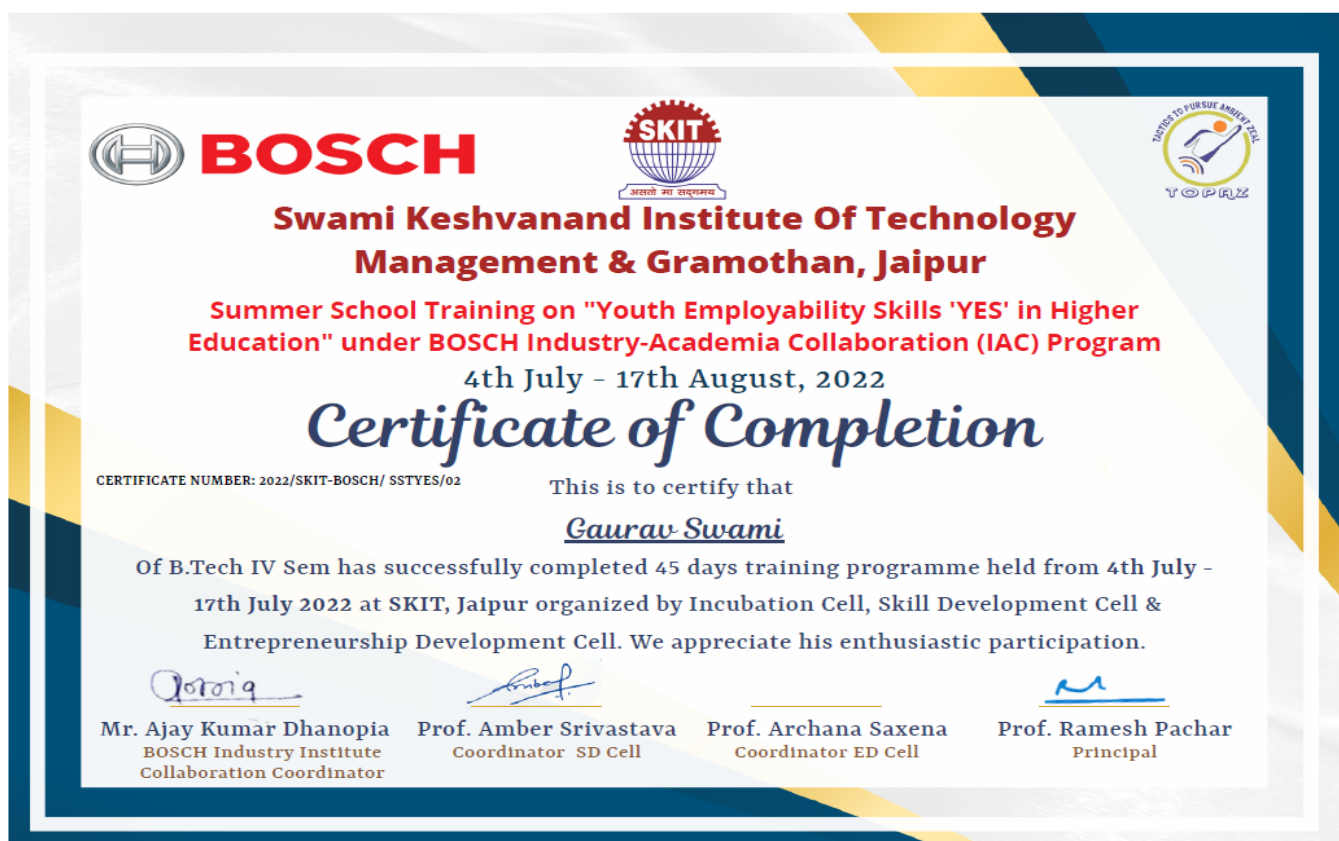 BOSCH
SKIT
असतो मा सद्गमय
TACTICS TO PURSUE AMBIENT ZEAL
TOPAZ
Swami Keshvanand Institute Of Technology
Management & Gramothan, Jaipur
Summer School Training on "Youth Employability Skills 'YES' in Higher
Education" under BOSCH Industry-Academia Collaboration (IAC) Program
4th July - 17th August, 2022
Certificate of Completion
CERTIFICATE NUMBER: 2022/SKIT-BOSCH/ SSTYES/02
This is to certify that
Gaurav Swami
Of B.Tech IV Sem has successfully completed 45 days training programme held from 4th July -
17th July 2022 at SKIT, Jaipur organized by Incubation Cell, Skill Development Cell &
Entrepreneurship Development Cell. We appreciate his enthusiastic participation.
Mr. Ajay Kumar Dhanopia
BOSCH Industry Institute
Collaboration Coordinator
Prof. Amber Srivastava
Coordinator SD Cell
Prof. Archana Saxena
Coordinator ED Cell
Prof. Ramesh Pachar
Principal